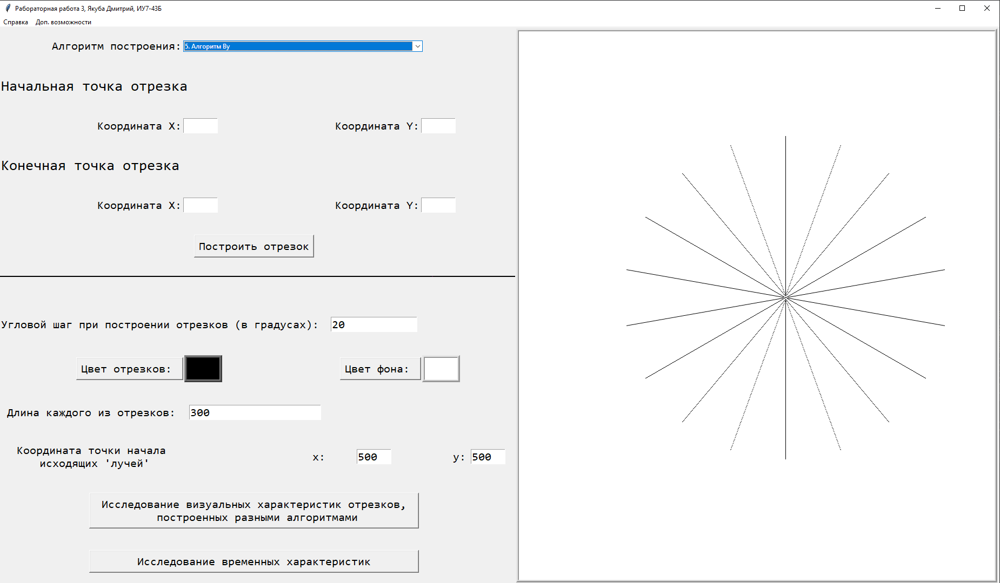 Рабораторная работа 3, Якуба Дмитрий, ИУ7-43Б
Справка Доп. возможности
Алгоритм построения: 5. Алгоритм Ву
Начальная точка отрезка
Координата X: Координата Y:
Конечная точка отрезка
Координата X: Координата Y:
Построить отрезок
Угловой шаг при построении отрезков (в градусах): 20
Цвет отрезков: Цвет фона:
Длина каждого из отрезков: 300
Координата точки начала
исходящих 'лучей'
x: 500 y: 500
Исследование визуальных характеристик отрезков,
построенных разными алгоритмами
Исследование временных характеристик